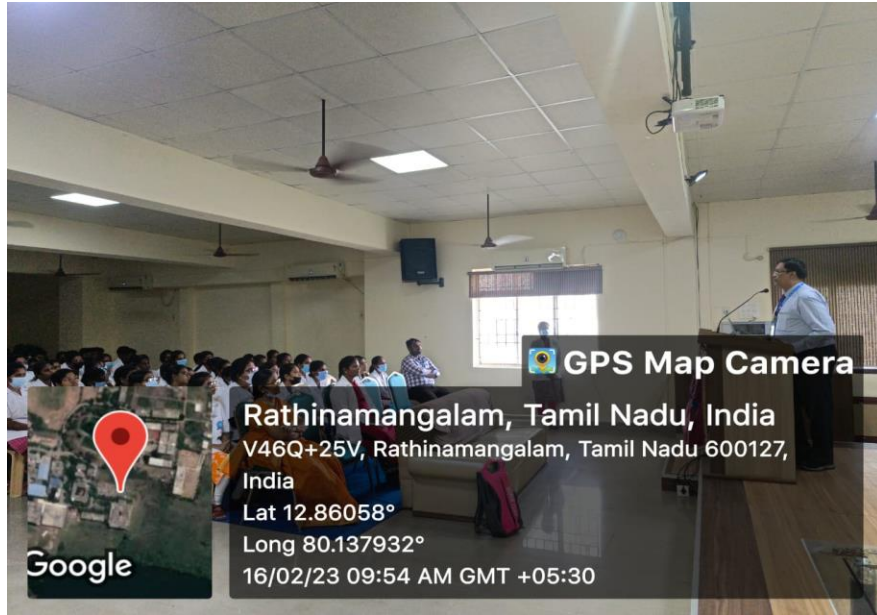 GPS Map Camera
Rathinamangalam, Tamil Nadu, India
V46Q+25V, Rathinamangalam, Tamil Nadu 600127,
India
Lat 12.86058°
Long 80.137932°
16/02/23 09:54 AM GMT +05:30
Google